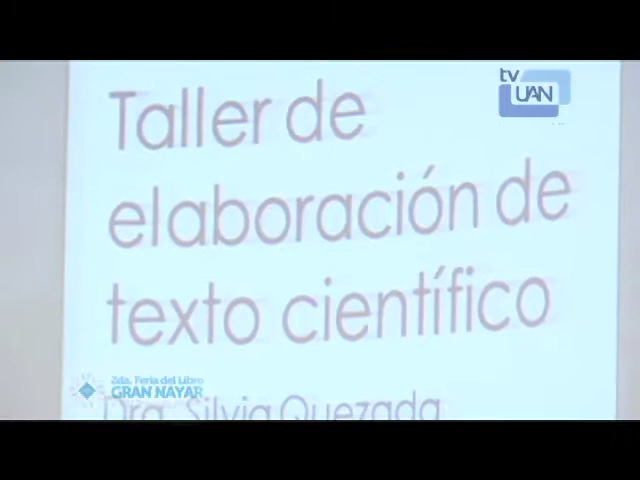 tv
UAN
Taller de
elaboración de
texto científico
2da. Feria del Libro
GRAN NAYAR
Dra. Silvia Quezada